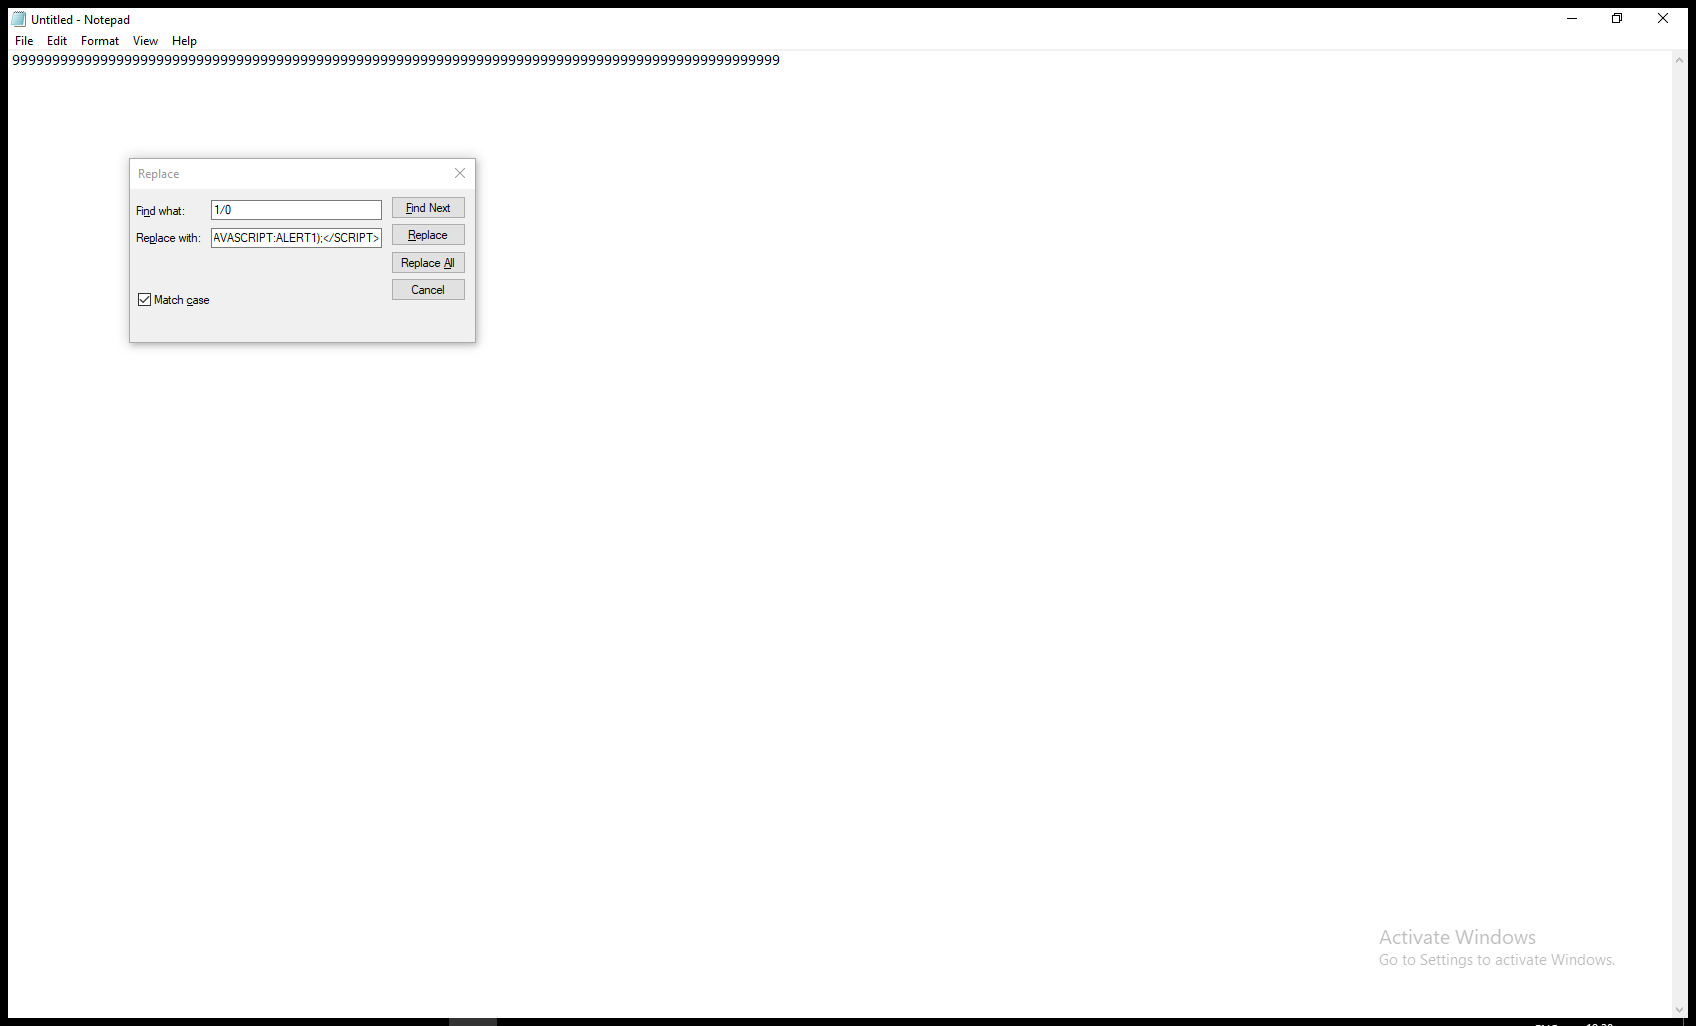 Untitled - Notepad
File Edit Format View Help
999999999999999999999999999999999999999999999999999999999999999999999999999999999999999999999999
Replace
Find what: 1/0 Find Next
Replace with: AVASCRIPT:ALERT1);</SCRIPT> Replace
Replace All
Cancel
Match case
Activate Windows
Go to Settings to activate Windows.